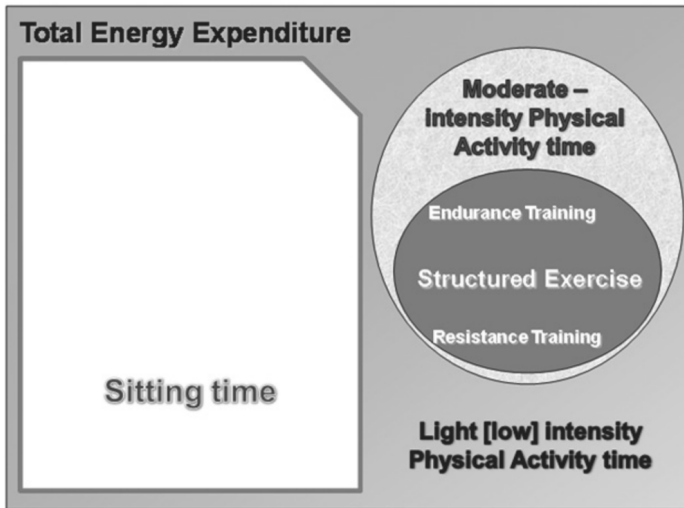 Total Energy Expenditure
Moderate –
intensity Physical
Activity time
Endurance Training
Structured Exercise
Resistance Training
Sitting time
Light [low] intensity
Physical Activity time